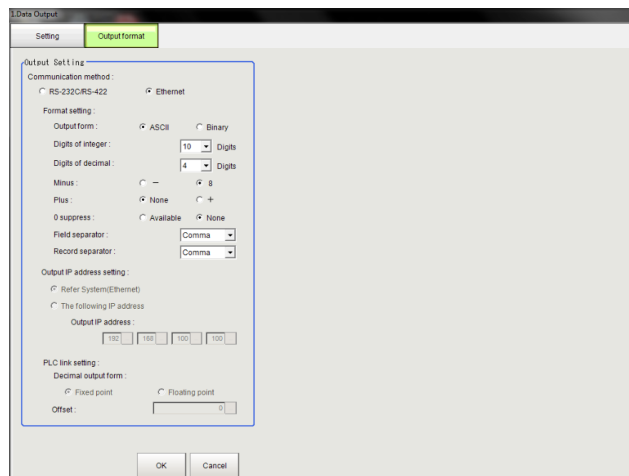 1.Data Output
Setting Output format
Output Setting
Communication method :
RS-232C/RS-422 Ethernet
Format setting :
Output form : ASCII Binary
Digits of integer : 10 Digits
Digits of decimal : 4 Digits
Minus : - 8
Plus : None +
0 suppress : Available None
Field separator : Comma
Record separator : Comma
Output IP address setting :
Refer System(Ethernet)
The following IP address
Output IP address :
192 168 100 100
PLC link setting :
Decimal output form :
Fixed point Floating point
Offset : 0
OK Cancel